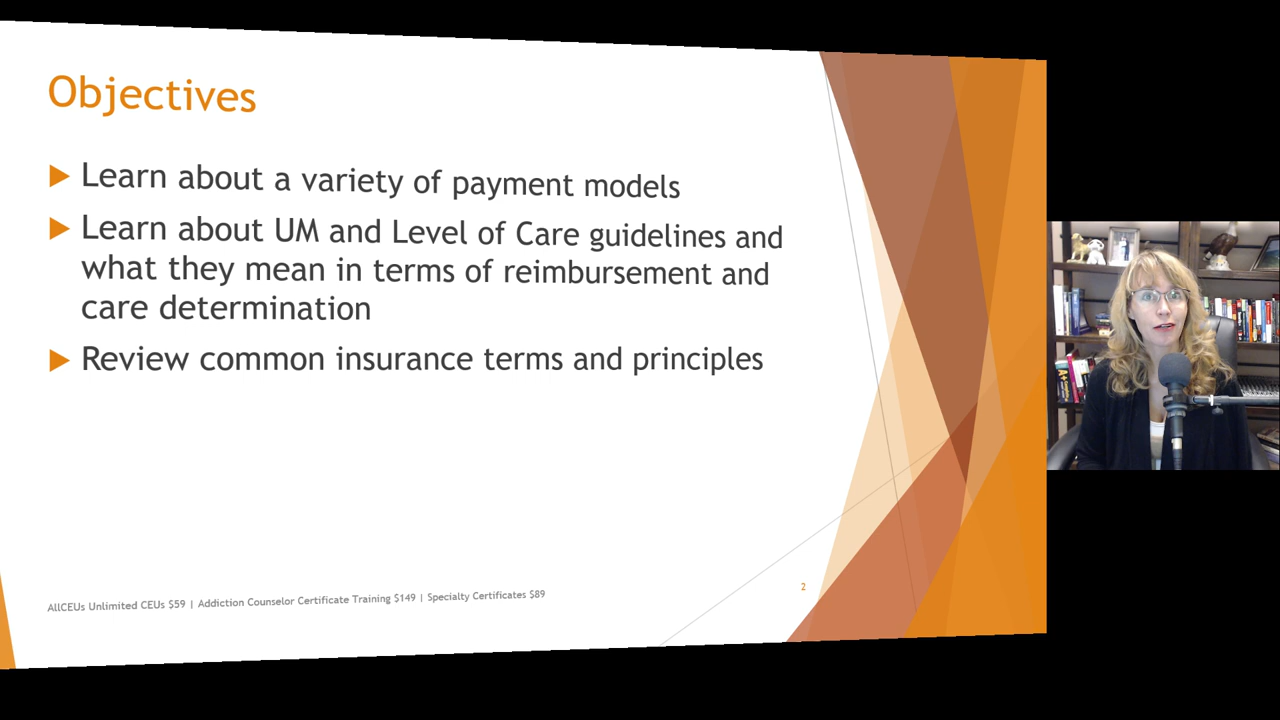 Objectives
Learn about a variety of payment models
Learn about UM and Level of Care guidelines and
what they mean in terms of reimbursement and
care determination
Review common insurance terms and principles
AllCEUs Unlimited CEUs $59 | Addiction Counselor Certificate Training $149 | Specialty Certificates $89
2